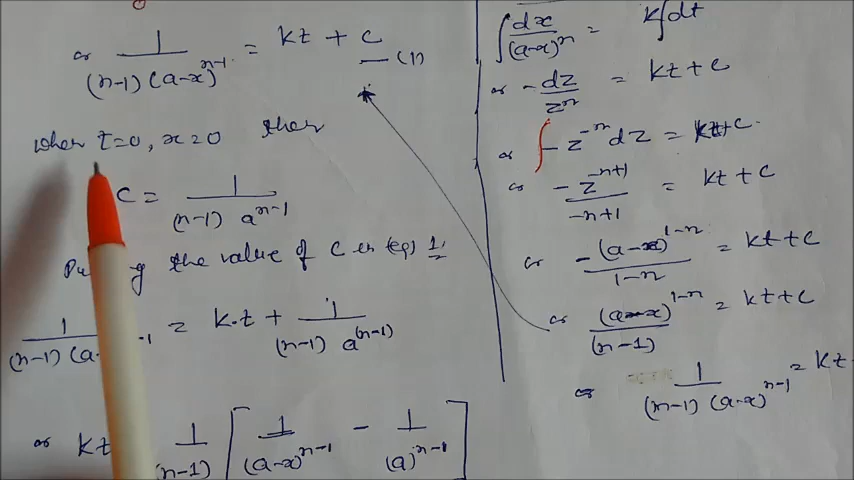 or 1/(n-1)(a-x)^{n-1} = kt + c —(1)
when t=0, x=0 then
c = 1/(n-1) a^{n-1}
the value of c in eq) 1.
1/(n-1)(a- -1 = k.t + 1/(n-1) a^{(n-1)}
or kt 1/(n-1) [ 1/(a-x)^{n-1} - 1/(a)^{n-1} ]
∫dx/(a-x)^n = k∫dt
or -dz/z^n = kt+c
or ∫-z^{-n} dz = kt+c.
or -z^{-n+1}/-n+1 = kt+c
or -(a-x)^{1-n}/1-n = kt+c
or (a-x)^{1-n}/(n-1) = kt+c
or 1/(n-1)(a-x)^{n-1} = kt